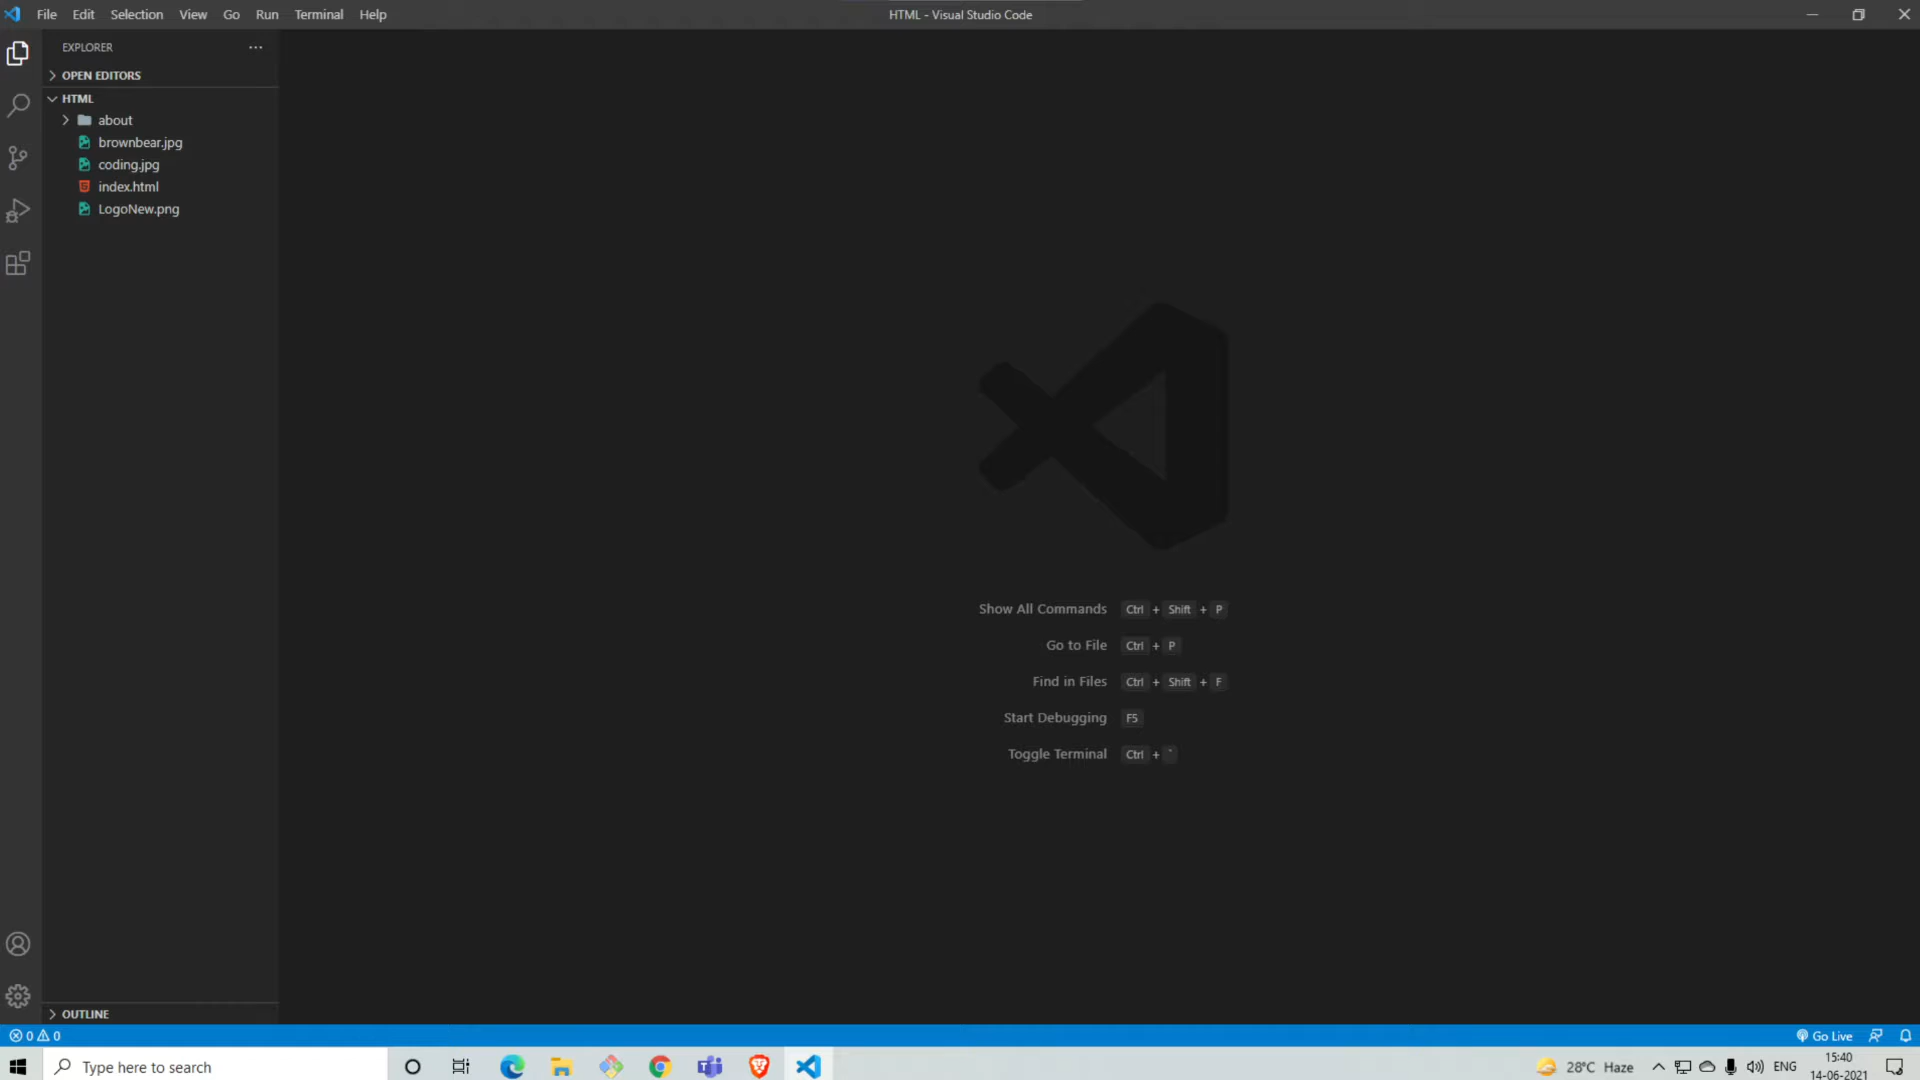 File Edit Selection View Go Run Terminal Help
HTML - Visual Studio Code
EXPLORER
OPEN EDITORS
HTML
about
brownbear.jpg
coding.jpg
index.html
LogoNew.png
Show All Commands Ctrl + Shift + P
Go to File Ctrl + P
Find in Files Ctrl + Shift + F
Start Debugging F5
Toggle Terminal Ctrl + `
OUTLINE
0 0
Go Live
Type here to search
28°C Haze
ENG
15:40
14-06-2021